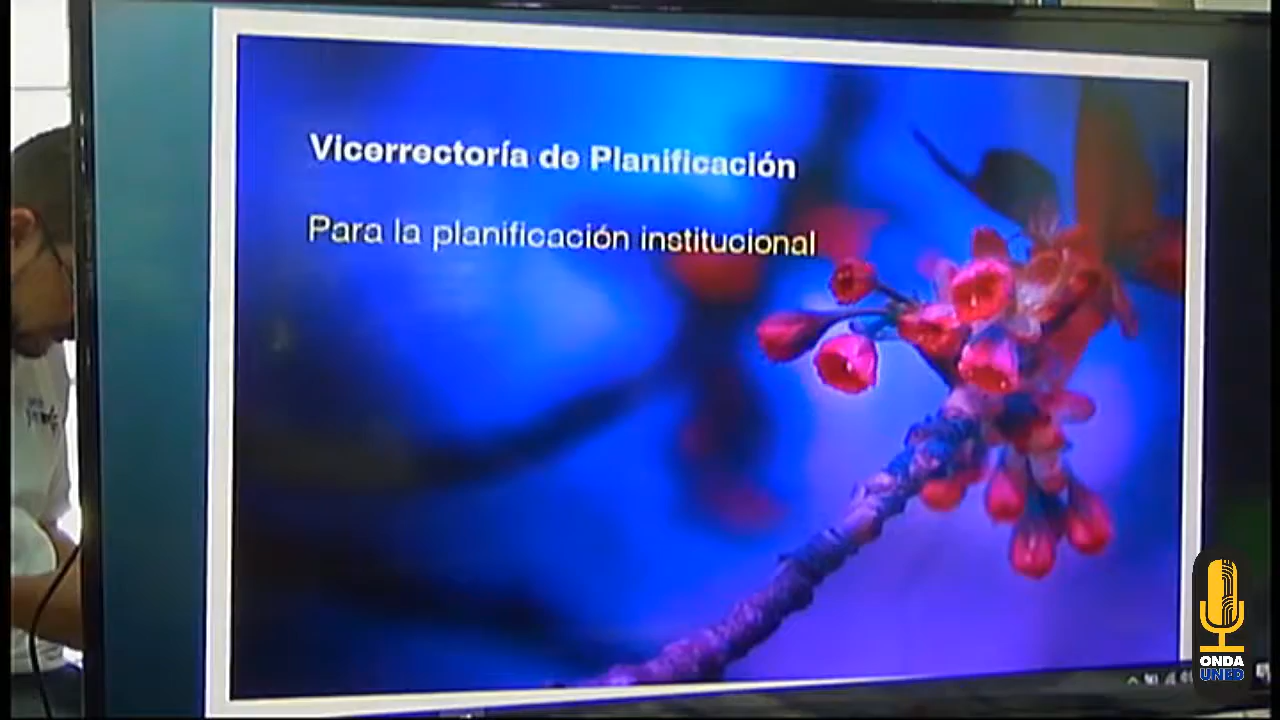 Vicerrectoría de Planificación
Para la planificación institucional
ONDA
UNED